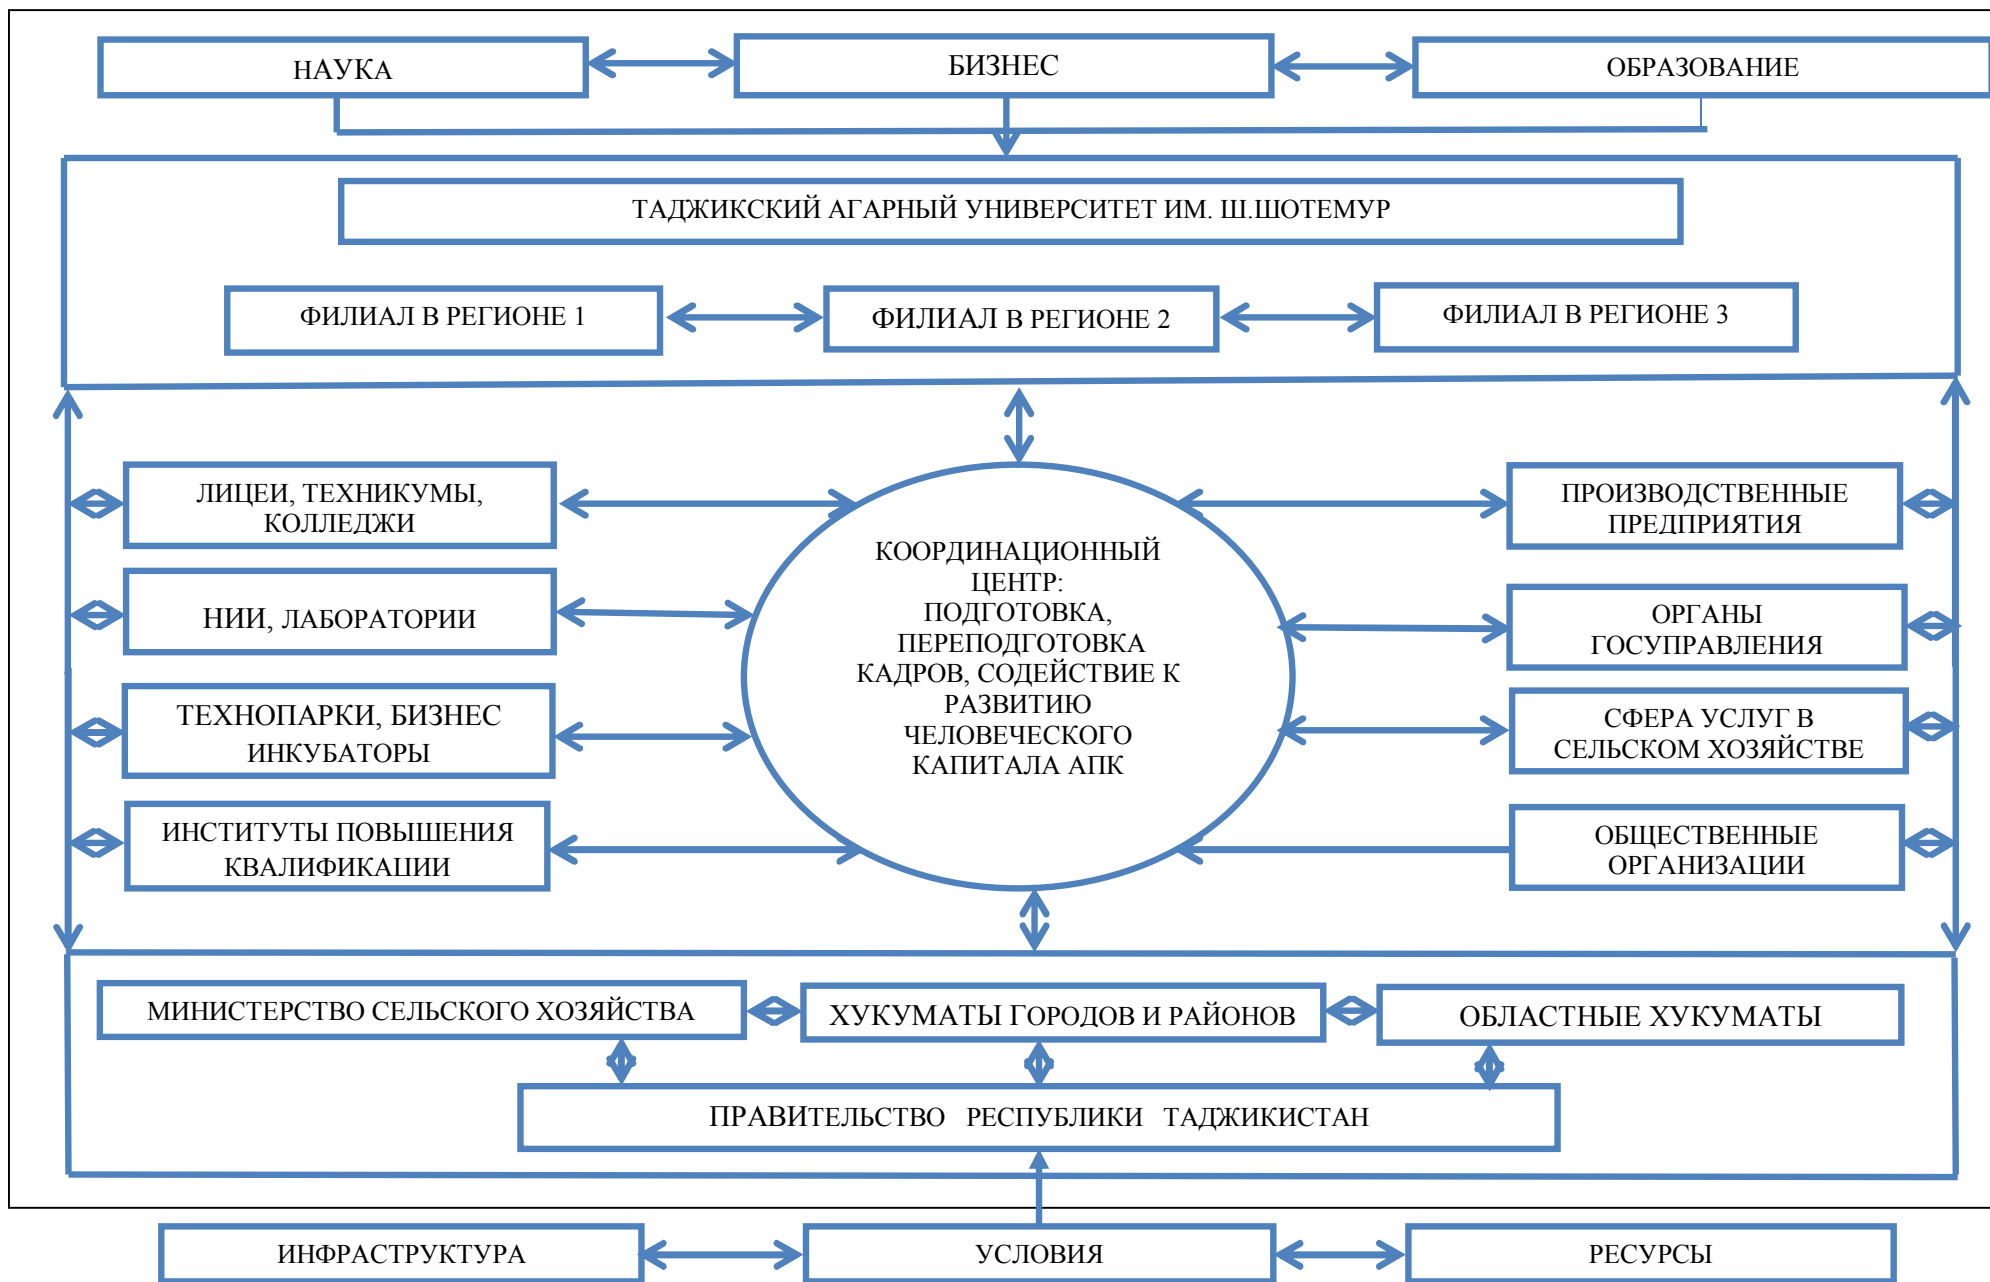 НАУКА
БИЗНЕС
ОБРАЗОВАНИЕ
ТАДЖИКСКИЙ АГАРНЫЙ УНИВЕРСИТЕТ ИМ. Ш.ШОТЕМУР
ФИЛИАЛ В РЕГИОНЕ 1
ФИЛИАЛ В РЕГИОНЕ 2
ФИЛИАЛ В РЕГИОНЕ 3
ЛИЦЕИ, ТЕХНИКУМЫ,
КОЛЛЕДЖИ
НИИ, ЛАБОРАТОРИИ
ТЕХНОПАРКИ, БИЗНЕС
ИНКУБАТОРЫ
ИНСТИТУТЫ ПОВЫШЕНИЯ
КВАЛИФИКАЦИИ
КООРДИНАЦИОННЫЙ
ЦЕНТР:
ПОДГОТОВКА,
ПЕРЕПОДГОТОВКА
КАДРОВ, СОДЕЙСТВИЕ К
РАЗВИТИЮ
ЧЕЛОВЕЧЕСКОГО
КАПИТАЛА АПК
ПРОИЗВОДСТВЕННЫЕ
ПРЕДПРИЯТИЯ
ОРГАНЫ
ГОСУПРАВЛЕНИЯ
СФЕРА УСЛУГ В
СЕЛЬСКОМ ХОЗЯЙСТВЕ
ОБЩЕСТВЕННЫЕ
ОРГАНИЗАЦИИ
МИНИСТЕРСТВО СЕЛЬСКОГО ХОЗЯЙСТВА
ХУКУМАТЫ ГОРОДОВ И РАЙОНОВ
ОБЛАСТНЫЕ ХУКУМАТЫ
ПРАВИТЕЛЬСТВО РЕСПУБЛИКИ ТАДЖИКИСТАН
ИНФРАСТРУКТУРА
УСЛОВИЯ
РЕСУРСЫ